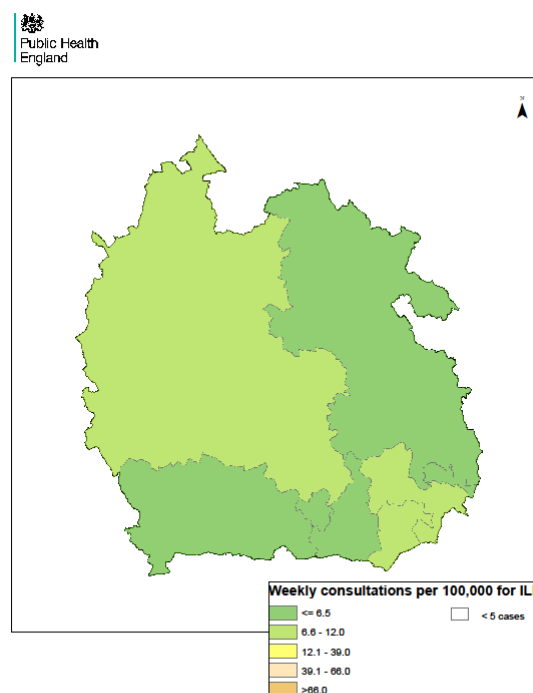 Public Health
England
N
Weekly consultations per 100,000 for IL
<= 6.5
< 5 cases
6.6 - 12.0
12.1 - 39.0
39.1 - 66.0
>66.0